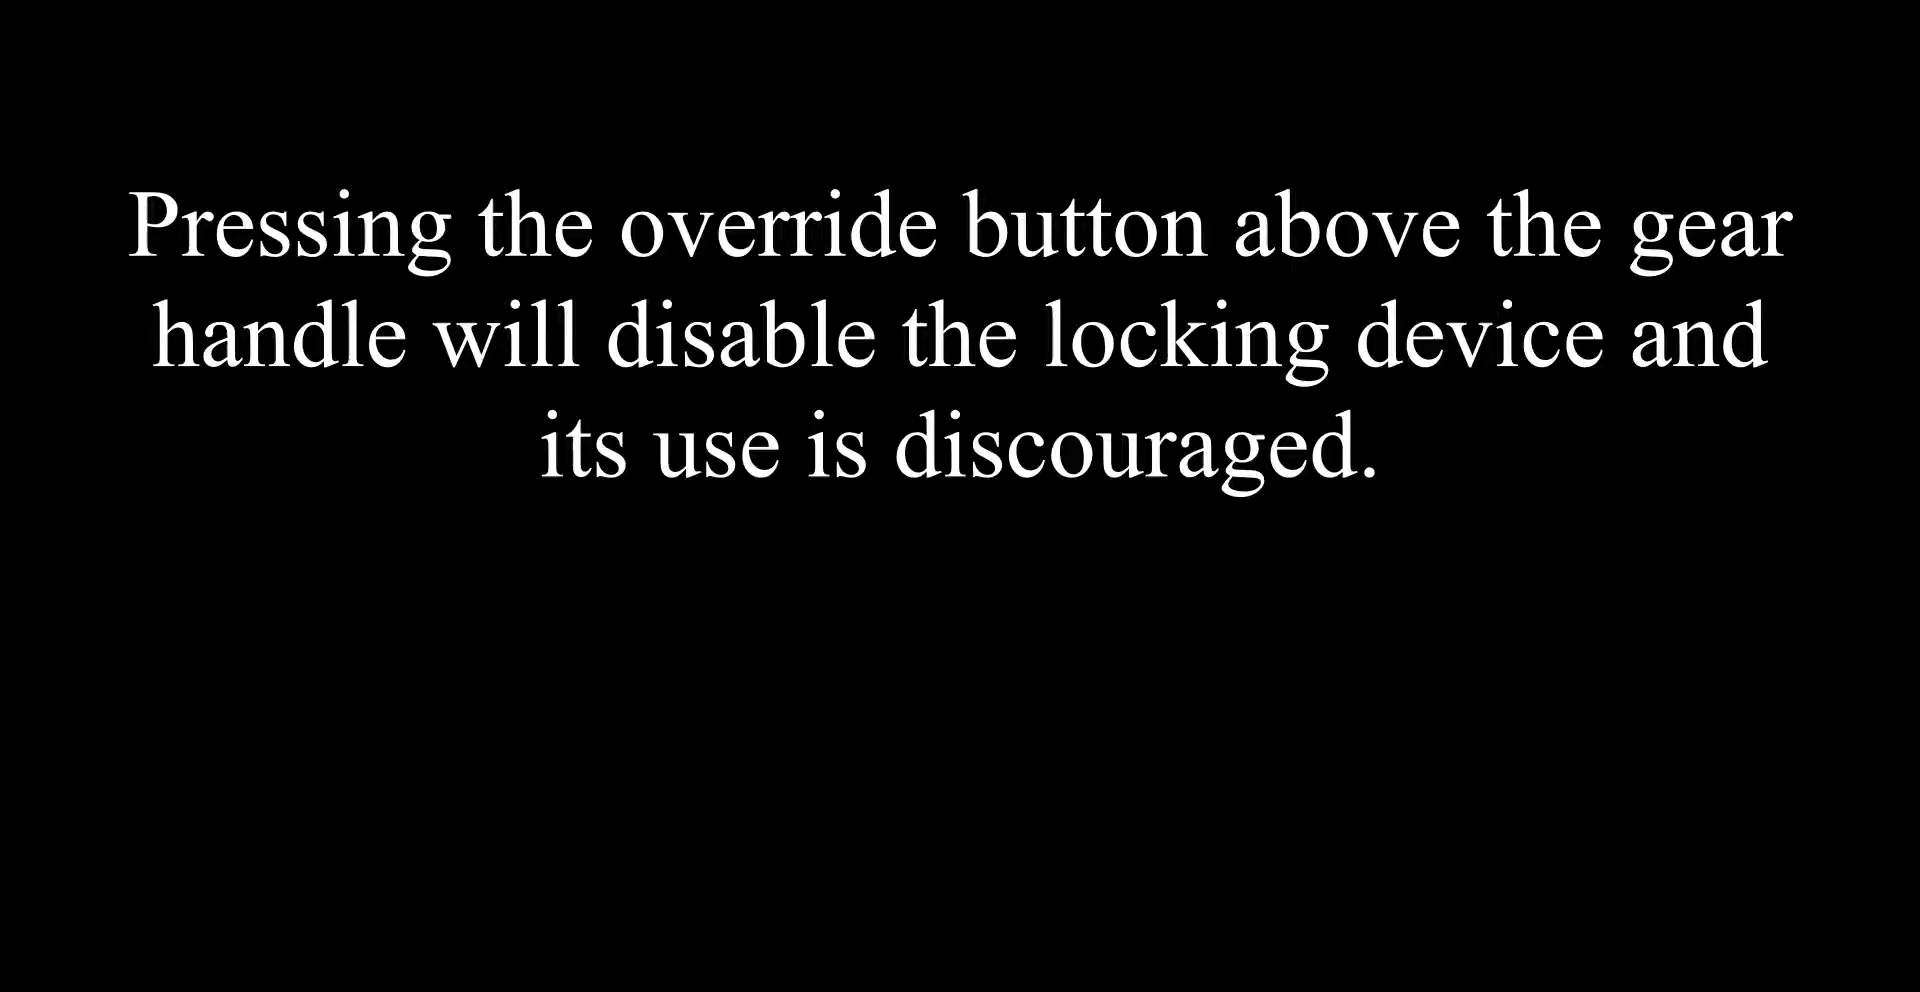 Pressing the override button above the gear
handle will disable the locking device and
its use is discouraged.